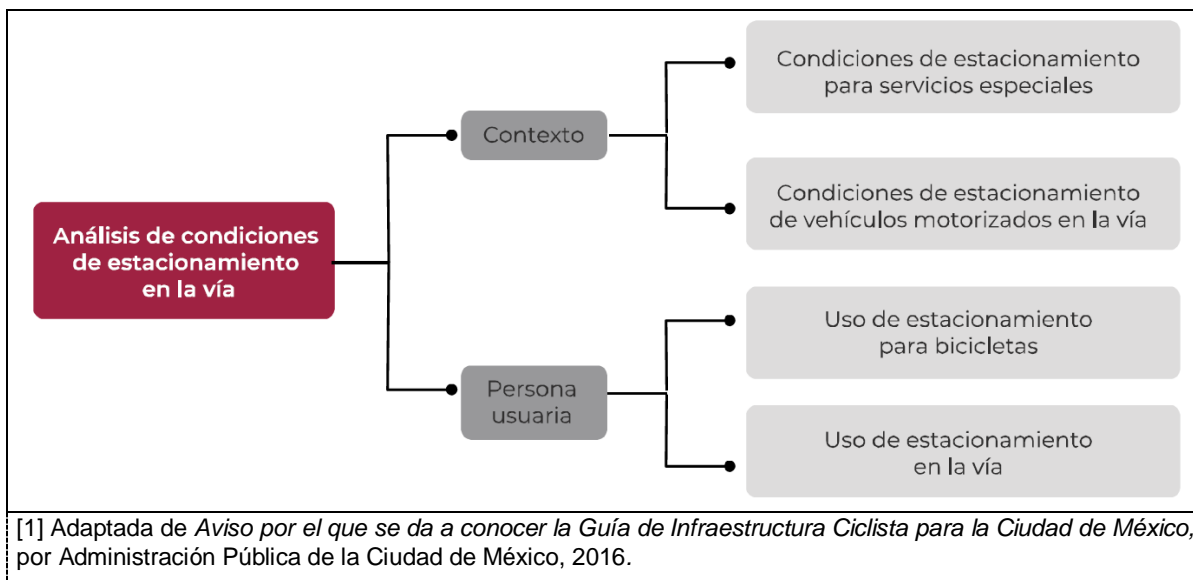 Análisis de condiciones
de estacionamiento
en la vía
Contexto
Condiciones de estacionamiento
para servicios especiales
Condiciones de estacionamiento
de vehículos motorizados en la vía
Persona
usuaria
Uso de estacionamiento
para bicicletas
Uso de estacionamiento
en la vía
[1] Adaptada de Aviso por el que se da a conocer la Guía de Infraestructura Ciclista para la Ciudad de México,
por Administración Pública de la Ciudad de México, 2016.